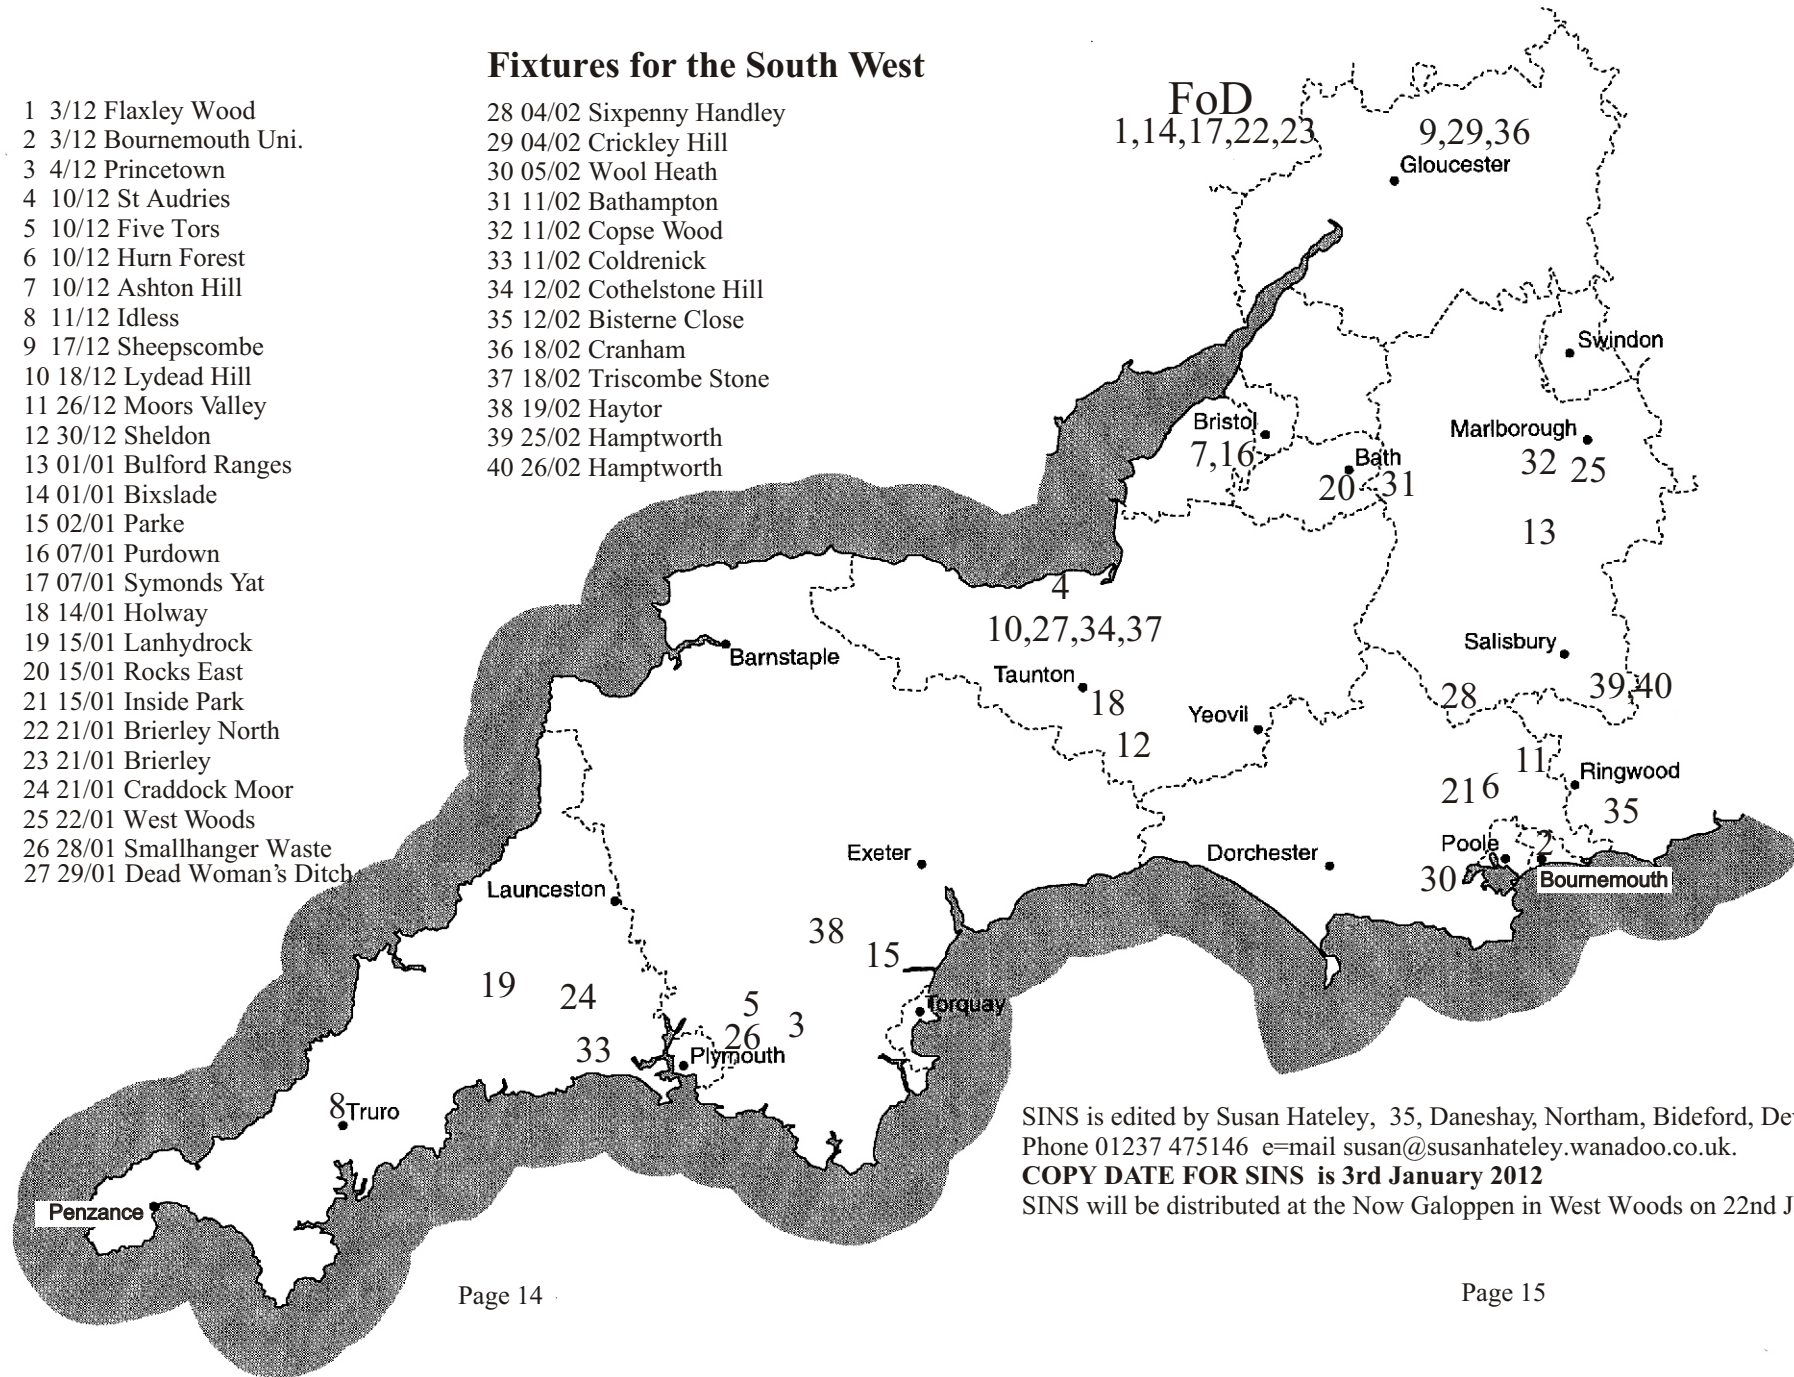 Fixtures for the South West
1 3/12 Flaxley Wood
2 3/12 Bournemouth Uni.
3 4/12 Princetown
4 10/12 St Audries
5 10/12 Five Tors
6 10/12 Hurn Forest
7 10/12 Ashton Hill
8 11/12 Idless
9 17/12 Sheepscombe
10 18/12 Lydead Hill
11 26/12 Moors Valley
12 30/12 Sheldon
13 01/01 Bulford Ranges
14 01/01 Bixslade
15 02/01 Parke
16 07/01 Purdown
17 07/01 Symonds Yat
18 14/01 Holway
19 15/01 Lanhydrock
20 15/01 Rocks East
21 15/01 Inside Park
22 21/01 Brierley North
23 21/01 Brierley
24 21/01 Craddock Moor
25 22/01 West Woods
26 28/01 Smallhanger Waste
27 29/01 Dead Woman's Ditch
28 04/02 Sixpenny Handley
29 04/02 Crickley Hill
30 05/02 Wool Heath
31 11/02 Bathampton
32 11/02 Copse Wood
33 11/02 Coldrenick
34 12/02 Cothelstone Hill
35 12/02 Bisterne Close
36 18/02 Cranham
37 18/02 Triscombe Stone
38 19/02 Haytor
39 25/02 Hamptworth
40 26/02 Hamptworth
FoD
1,14,17,22,23
9,29,36
Gloucester
Swindon
Bristol
7,16
Marlborough
32 25
Bath
20 31
13
4
10,27,34,37
Barnstaple
Taunton
18
Salisbury
39,40
28
Yeovil
12
11
Ringwood
21 6
35
Exeter
Dorchester
Poole
2
30
Bournemouth
Launceston
38
15
19
24
5
3
Torquay
26
33
Plymouth
8
Truro
Penzance
SINS is edited by Susan Hateley, 35, Daneshay, Northam, Bideford,
Phone 01237 475146 e=mail susan@susanhateley.wanadoo.co.uk.
COPY DATE FOR SINS is 3rd January 2012
SINS will be distributed at the Now Galoppen in West Woods on 22nd
Page 14
Page 15